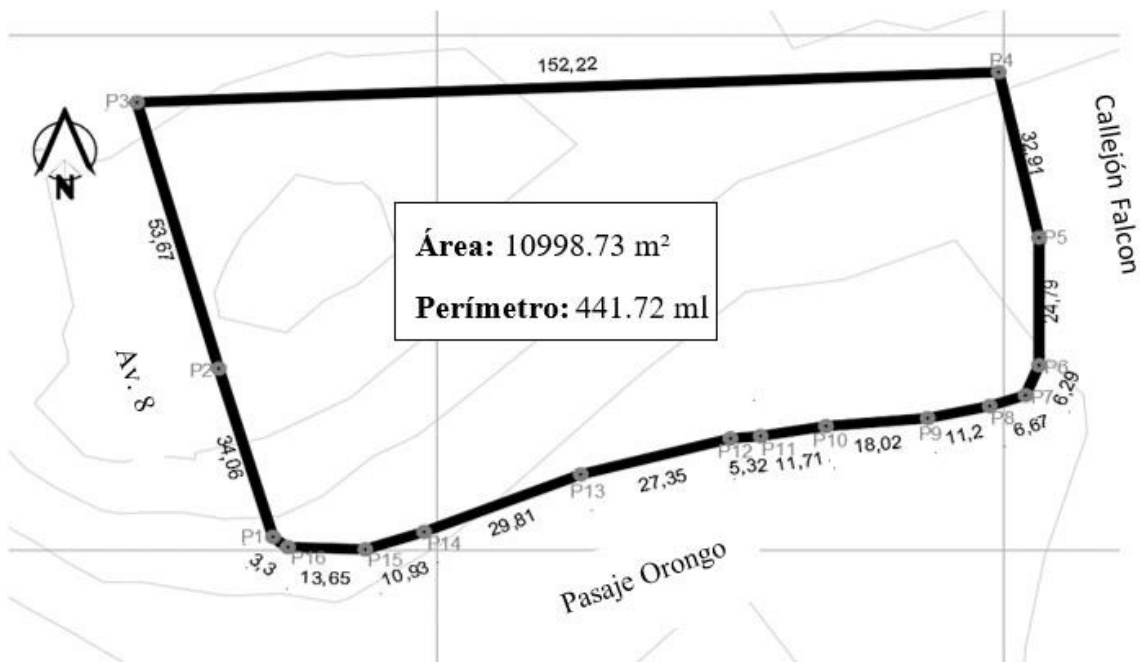 152,22
P4
P3
N
32,91
Callejón Falcon
53,67
Área: 10998.73 m²
Perímetro: 441.72 ml
P5
24,79
Av. 8
P2
P6
6,29
P7
P8
6,67
P9
11,2
P10
18,02
P11
11,71
P12
5,32
P13
27,35
34,06
P14
29,81
P1
P16
P15
3,3
13,65
10,93
Pasaje Orongo